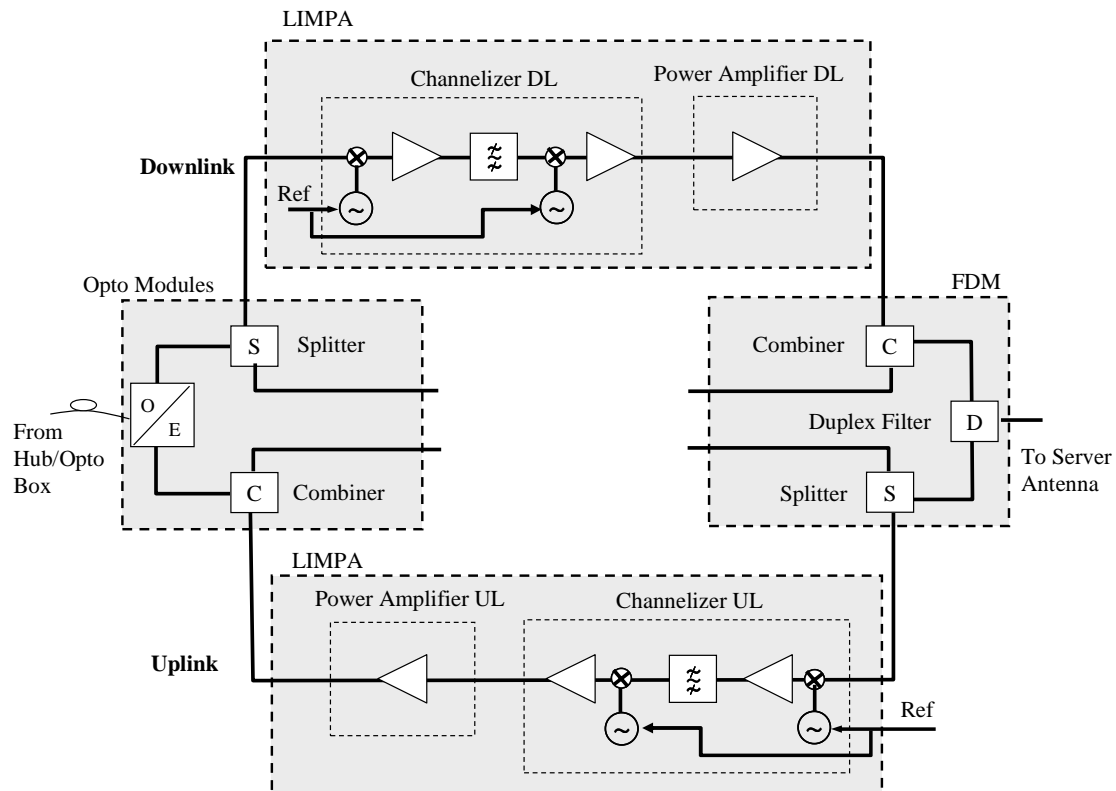 LIMPA
Channelizer DL
Power Amplifier DL
Downlink
Ref
~
~
Opto Modules
FDM
S
Splitter
Combiner
C
O
E
Duplex Filter
D
From
Hub/Opto
Box
To Server
Antenna
C
Combiner
Splitter
S
LIMPA
Power Amplifier UL
Channelizer UL
Uplink
~
~
Ref